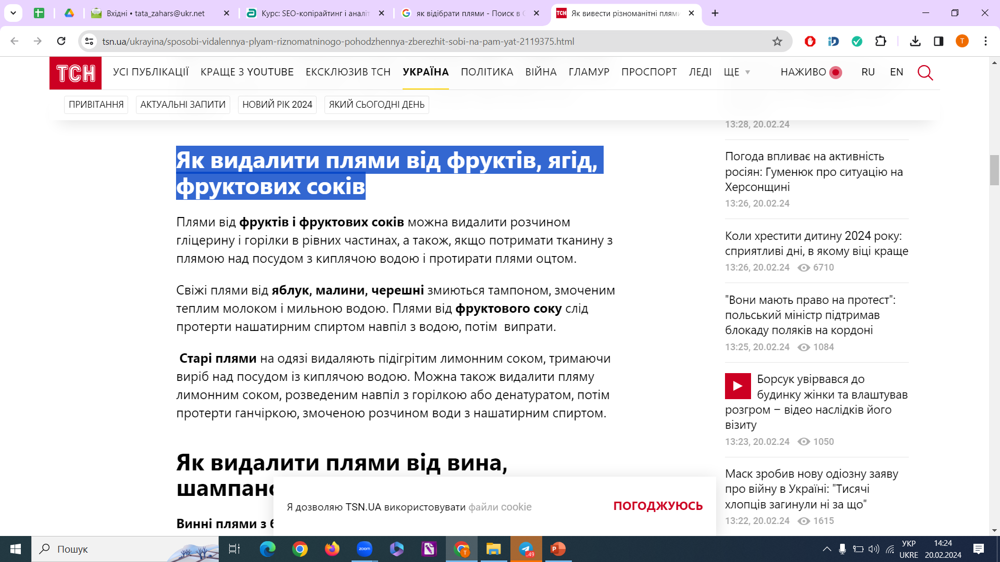 Вхідні • tata_zahars@ukr.net
Курс: SEO-копірайтинг і аналіт
як відібрати плями - Поиск в G
Як вивести різноманітні плями
tsn.ua/ukrayina/sposobi-vidalennya-plyam-riznomatninogo-pohodzhennya-zberezhit-sobi-na-pam-yat-2119375.html
T
ТСН
УСІ ПУБЛІКАЦІЇ КРАЩЕ З YOUTUBE ЕКСКЛЮЗИВ ТСН УКРАЇНА ПОЛІТИКА ВІЙНА ГЛАМУР ПРОСПОРТ ЛЕДІ ЩЕ НАЖИВО RU EN
ПРИВІТАННЯ АКТУАЛЬНІ ЗАПИТИ НОВИЙ РІК 2024 ЯКИЙ СЬОГОДНІ ДЕНЬ
Як видалити плями від фруктів, ягід,
фруктових соків
Плями від фруктів і фруктових соків можна видалити розчином
гліцерину і горілки в рівних частинах, а також, якщо потримати тканину з
плямою над посудом з киплячою водою і протирати плями оцтом.
Свіжі плями від яблук, малини, черешні змиються тампоном, змоченим
теплим молоком і мильною водою. Плями від фруктового соку слід
протерти нашатирним спиртом навпіл з водою, потім випрати.
Старі плями на одязі видаляють підігрітим лимонним соком, тримаючи
виріб над посудом із киплячою водою. Можна також видалити пляму
лимонним соком, розведеним навпіл з горілкою або денатуратом, потім
протерти ганчіркою, змоченою розчином води з нашатирним спиртом.
Як видалити плями від вина,
шампанс
Винні плями з б
13:28, 20.02.24
Погода впливає на активність
росіян: Гуменюк про ситуацію на
Херсонщині
13:26, 20.02.24
Коли хрестити дитину 2024 року:
сприятливі дні, в якому віці краще
13:26, 20.02.24 6710
"Вони мають право на протест":
польський міністр підтримав
блокаду поляків на кордоні
13:25, 20.02.24 1084
Борсук увірвався до
будинку жінки та влаштував
розгром – відео наслідків його
візиту
13:23, 20.02.24 1050
Маск зробив нову одіозну заяву
про війну в Україні: "Тисячі
хлопців загинули ні за що"
13:22, 20.02.24 1615
Я дозволяю TSN.UA використовувати файли cookie
ПОГОДЖУЮСЬ
Пошук
zoom
T
..49
P
УКР
UKRE
14:24
20.02.2024